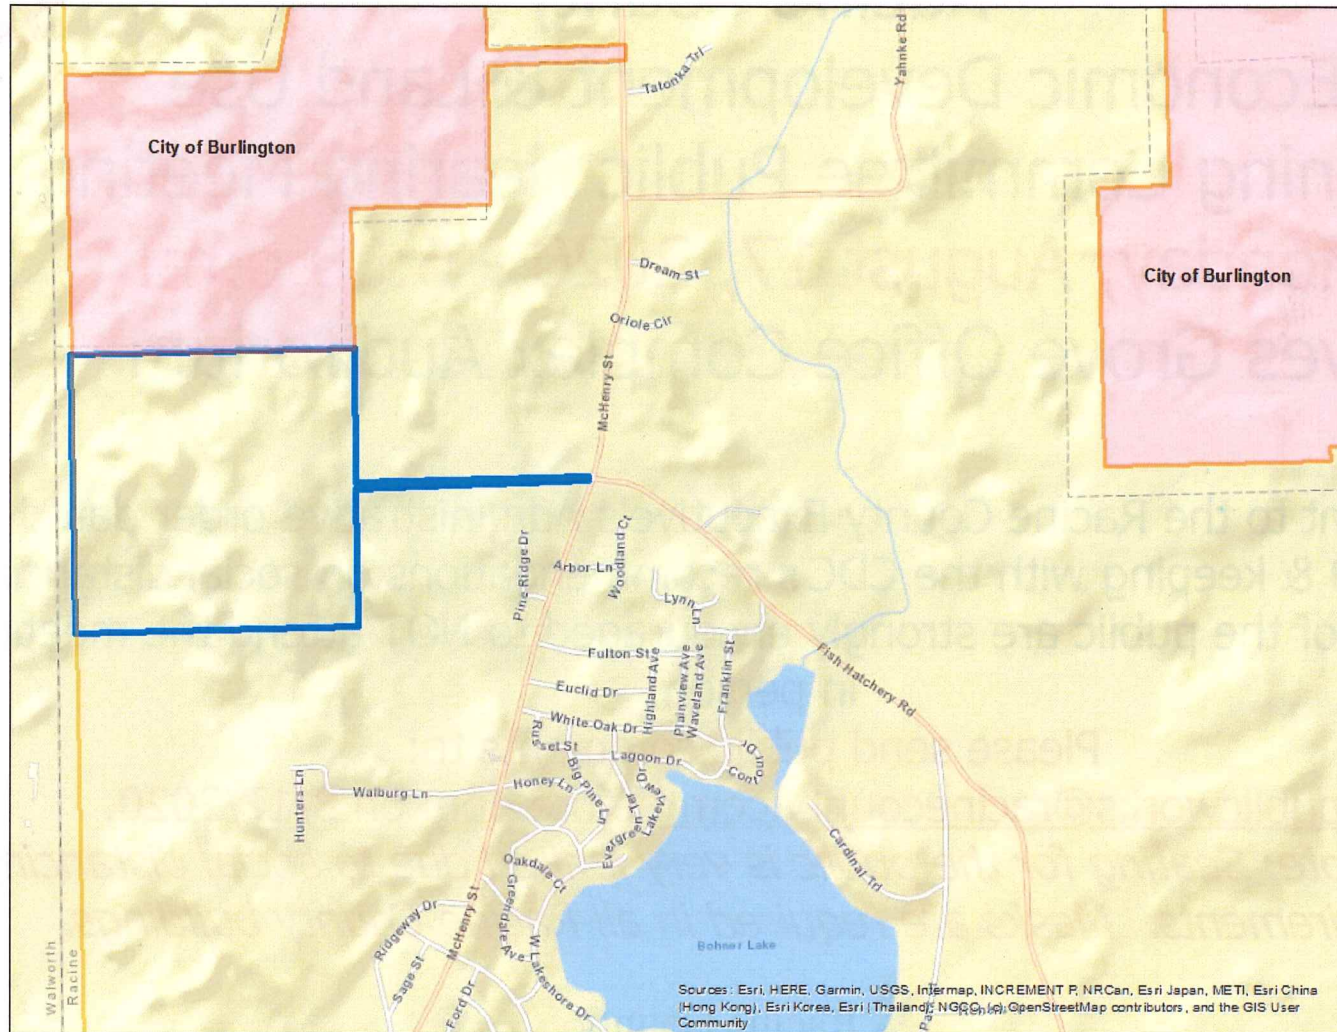 Tatonka Trl
Yahnke Rd
City of Burlington
City of Burlington
Dream St
Oriole Cir
McHenry St
Pine Ridge Dr
Arbor Ln
Woodland Ct
Lynn Ln
Fulton St
Highland Ave
Plainview Ave
Waveland Ave
Franklin St
Fish Hatchery Rd
Euclid Dr
White Oak Dr
Russet St
Lagoon Dr
Contour Dr
Hunters Ln
Walburg Ln
Honey Ln
Big Pine Ln
Evergreen Ter
Lakeview Dr
Cardinal Trl
Oakdale Ct
Greendale Ave
Ridgeway Dr
McHenry St
W Lakeshore Dr
Sage St
Ford Dr
Bohner Lake
Walworth
Racine
Sources: Esri, HERE, Garmin, USGS, Intermap, INCREMENT P, NRCan, Esri Japan, METI, Esri China
(Hong Kong), Esri Korea, Esri (Thailand), NGCC, (c) OpenStreetMap contributors, and the GIS User
Community